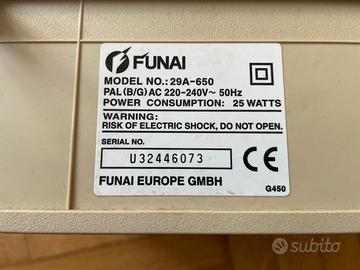 FUNAI
MODEL NO.: 29A-650
PAL (B/G) AC 220-240V~ 50Hz
POWER CONSUMPTION: 25 WATTS
WARNING:
RISK OF ELECTRIC SHOCK, DO NOT OPEN.
SERIAL NO.
U32446073
CE
FUNAI EUROPE GMBH
G450
subito